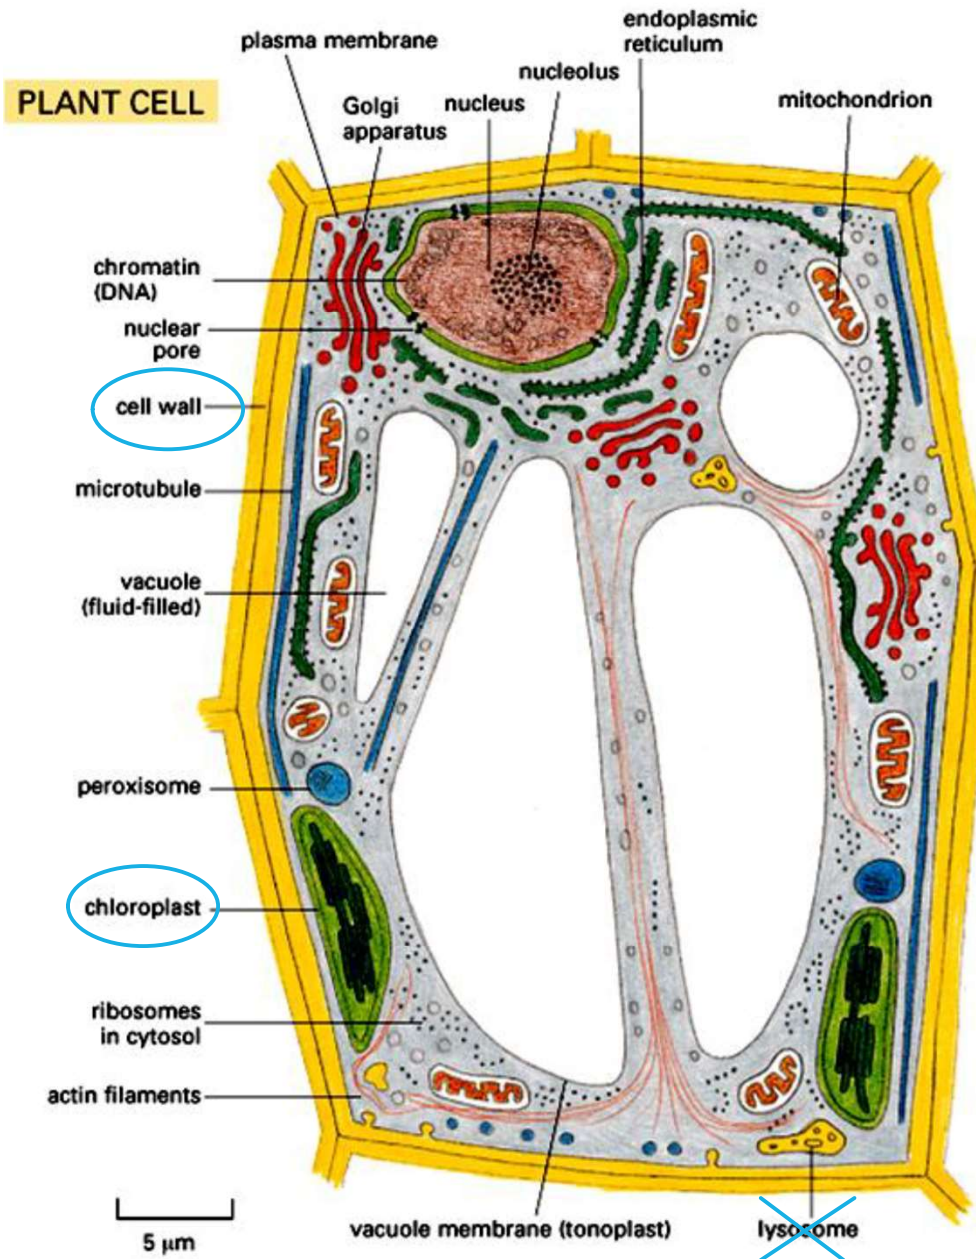 endoplasmic
reticulum
plasma membrane
nucleolus
PLANT CELL
Golgi
apparatus
nucleus
mitochondrion
chromatin
(DNA)
nuclear
pore
cell wall
microtubule
vacuole
(fluid-filled)
peroxisome
chloroplast
ribosomes
in cytosol
actin filaments
5 µm
vacuole membrane (tonoplast)
lysosome